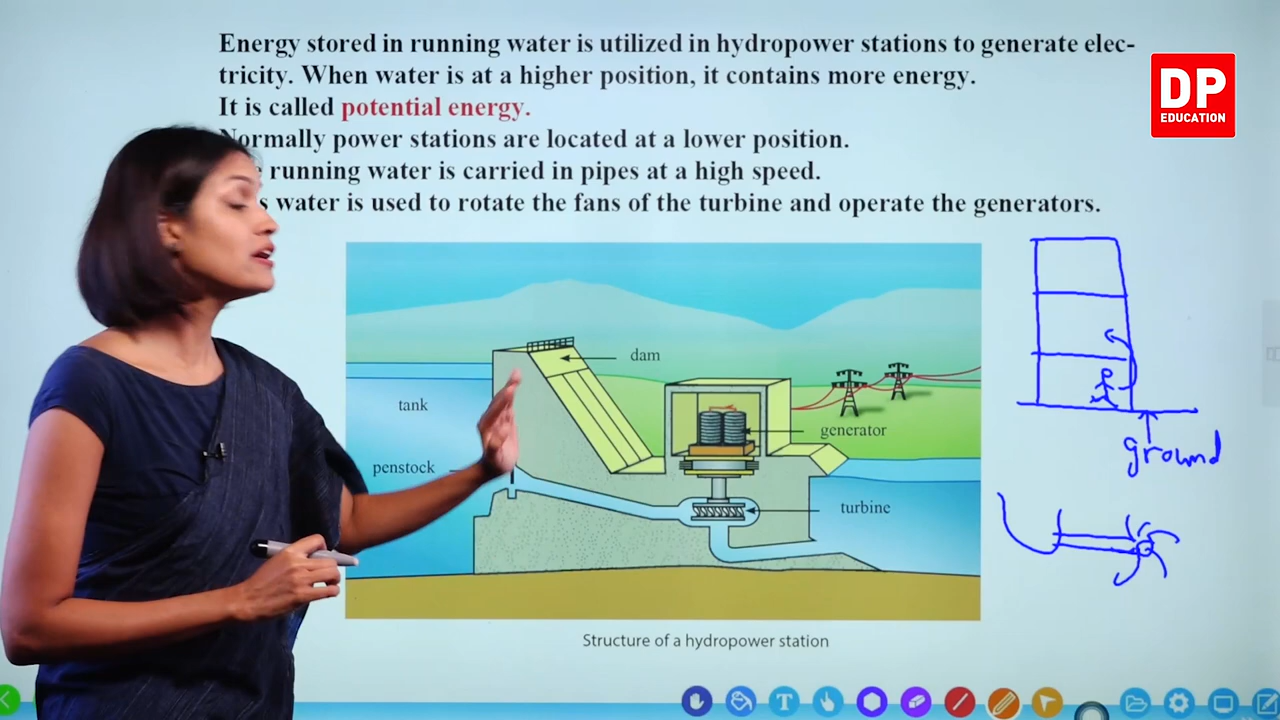 Energy stored in running water is utilized in hydropower stations to generate elec-
tricity. When water is at a higher position, it contains more energy.
It is called potential energy.
Normally power stations are located at a lower position.
running water is carried in pipes at a high speed.
water is used to rotate the fans of the turbine and operate the generators.
DP
EDUCATION
dam
tank
generator
penstock
turbine
ground
Structure of a hydropower station